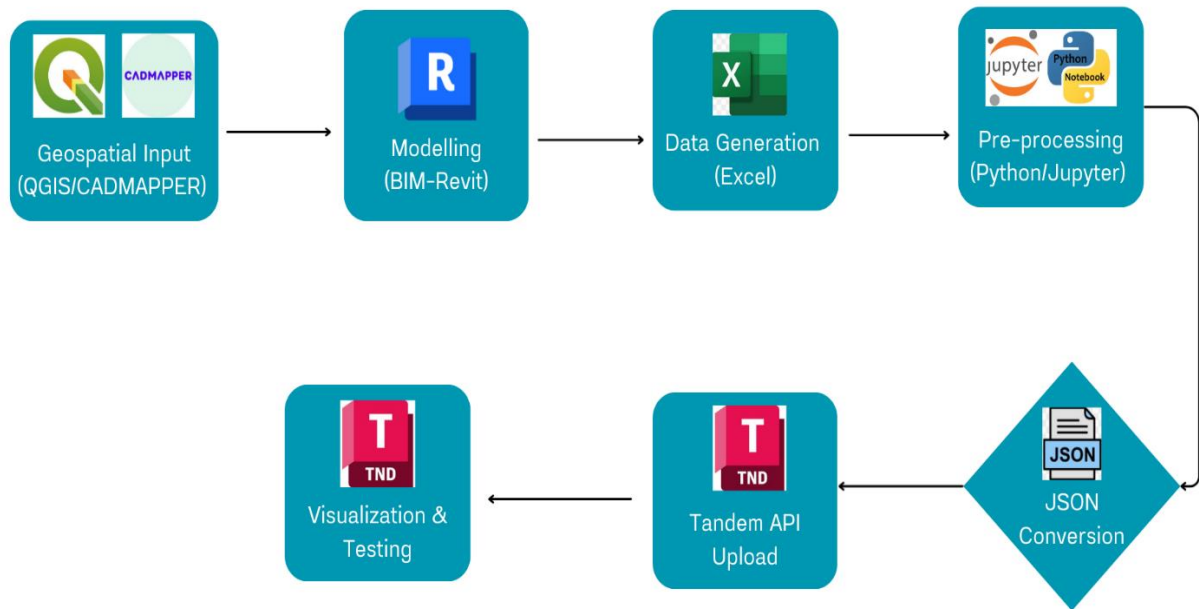 CADMAPPER
Geospatial Input
(QGIS/CADMAPPER)
R
Modelling
(BIM-Revit)
X
Data Generation
(Excel)
jupyter
Python
Notebook
Pre-processing
(Python/Jupyter)
T
TND
Visualization &
Testing
T
TND
Tandem API
Upload
JSON
JSON
Conversion